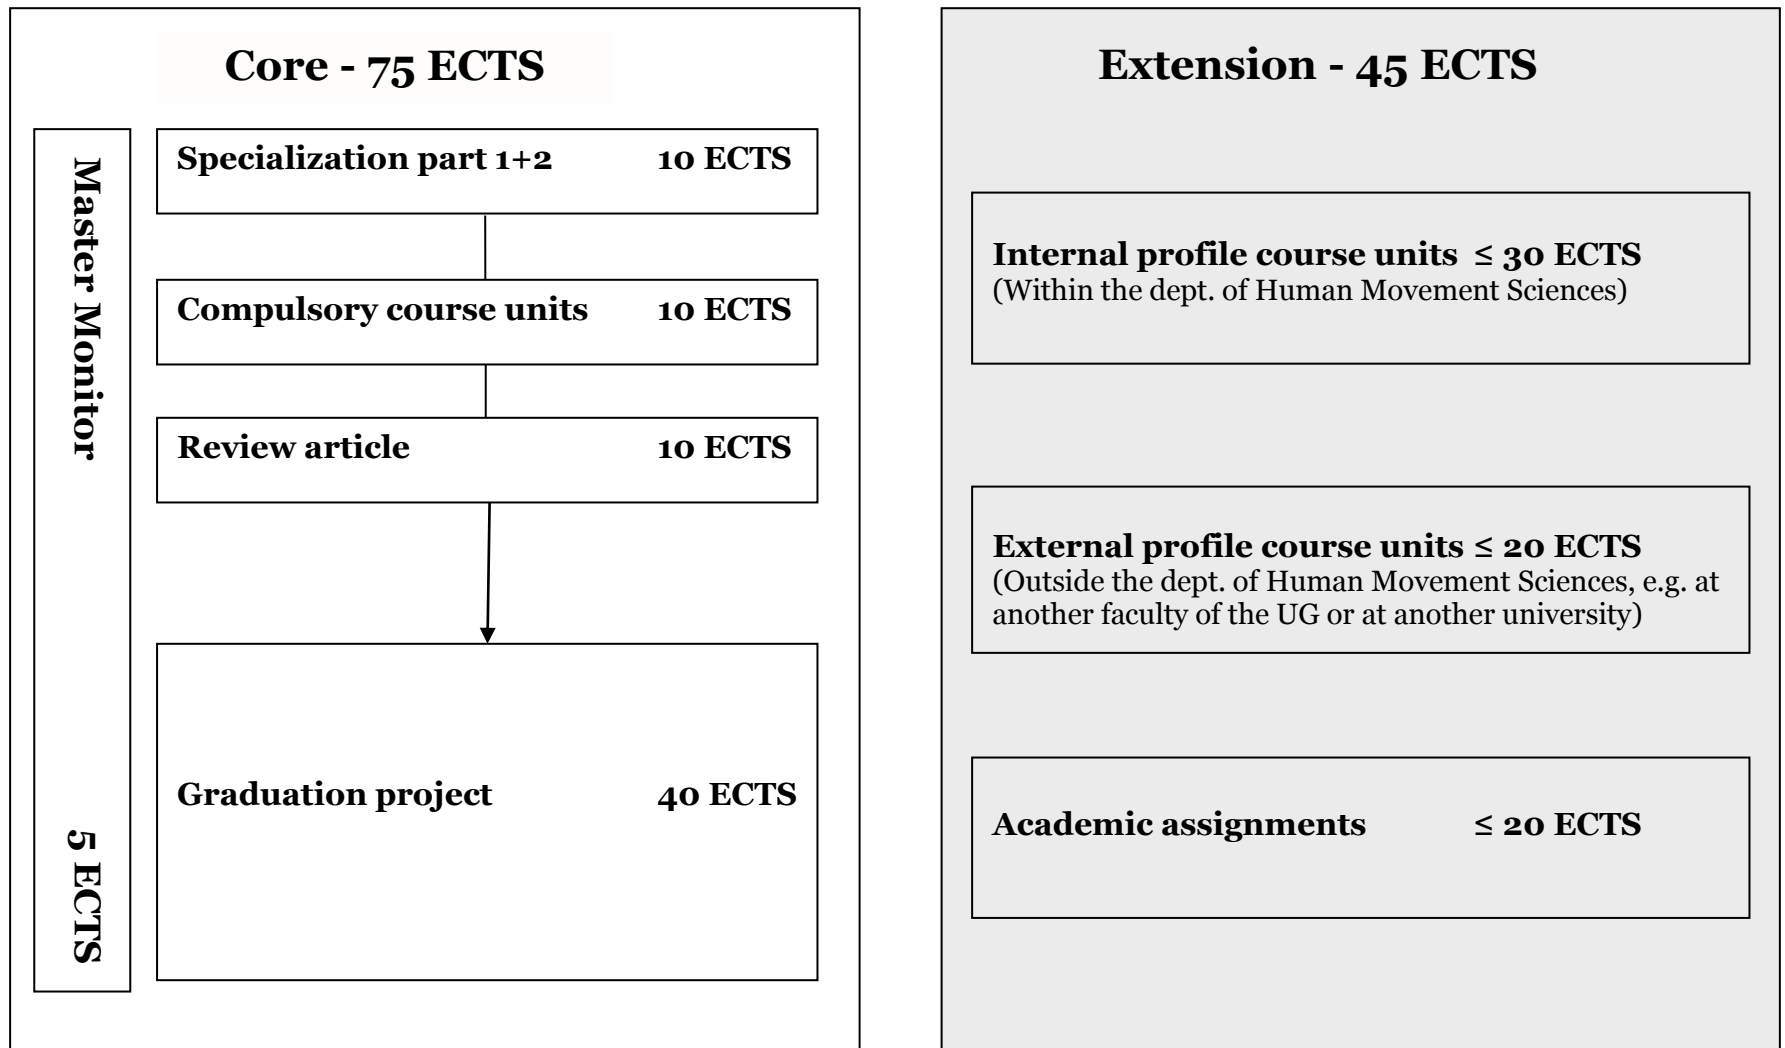 Core - 75 ECTS
Master Monitor 5 ECTS
Specialization part 1+2 10 ECTS
Compulsory course units 10 ECTS
Review article 10 ECTS
Graduation project 40 ECTS
Extension - 45 ECTS
Internal profile course units ≤ 30 ECTS
(Within the dept. of Human Movement Sciences)
External profile course units ≤ 20 ECTS
(Outside the dept. of Human Movement Sciences, e.g. at
another faculty of the UG or at another university)
Academic assignments ≤ 20 ECTS